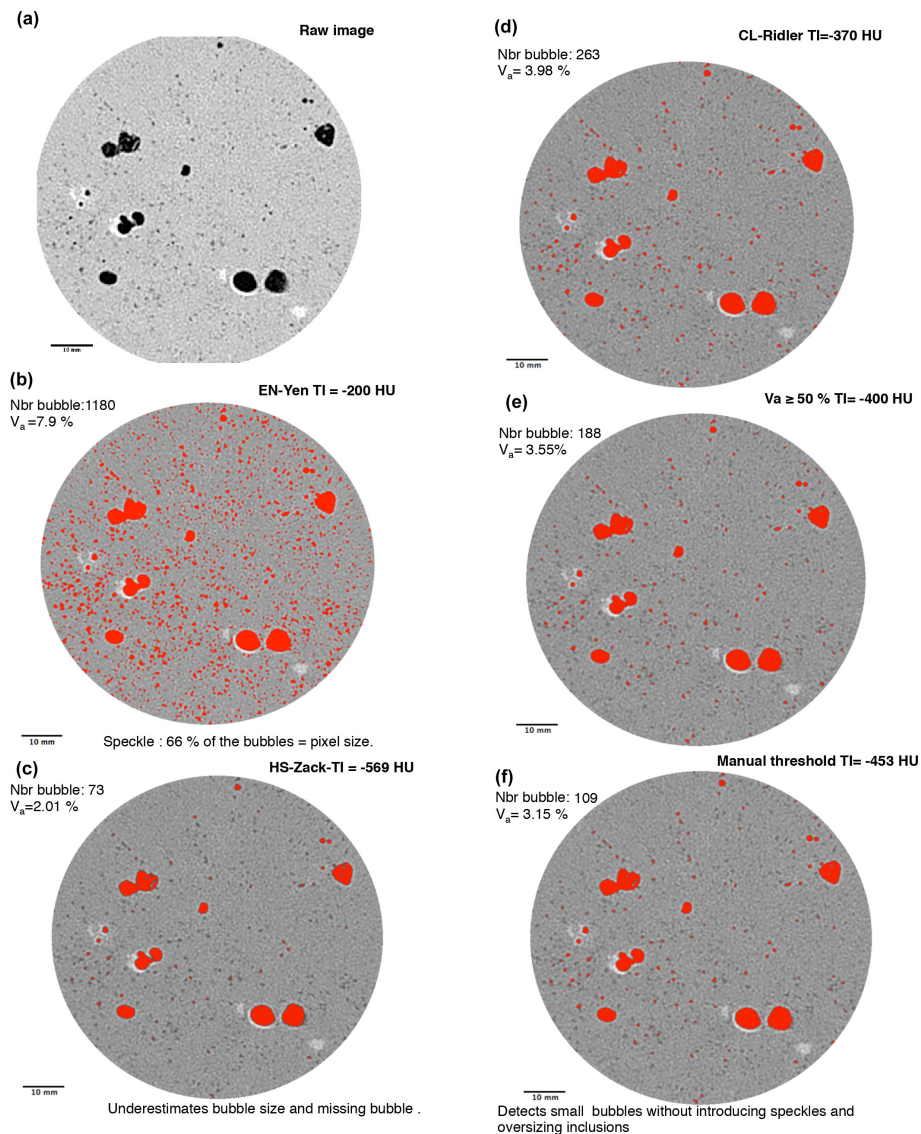 (a)
Raw image
10 mm
(b)
EN-Yen TI = -200 HU
Nbr bubble:1180
Va =7.9 %
10 mm
Speckle : 66 % of the bubbles = pixel size.
(c)
HS-Zack-TI = -569 HU
Nbr bubble: 73
Va=2.01 %
10 mm
Underestimates bubble size and missing bubble .
(d)
CL-Ridler TI=-370 HU
Nbr bubble: 263
Va= 3.98 %
10 mm
(e)
Va ≥ 50 % TI= -400 HU
Nbr bubble: 188
Va= 3.55%
10 mm
(f)
Manual threshold TI= -453 HU
Nbr bubble: 109
Va= 3.15 %
10 mm
Detects small bubbles without introducing speckles and
oversizing inclusions